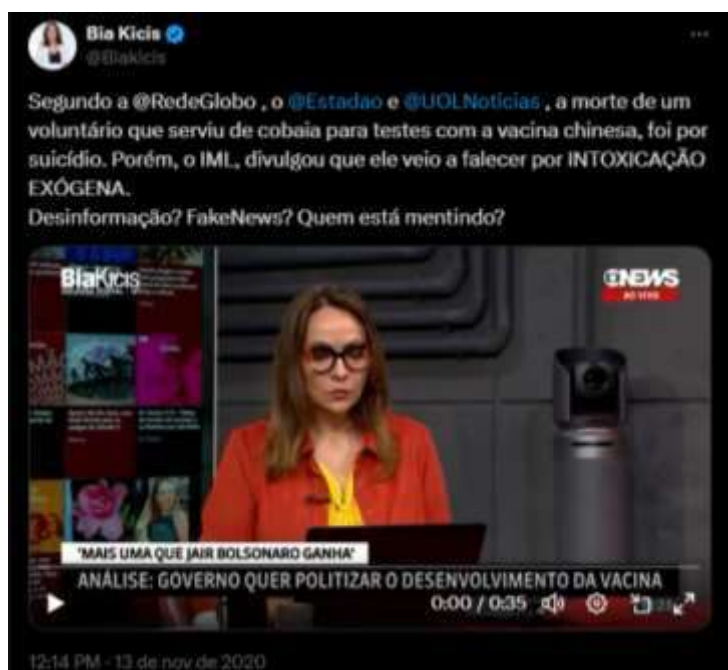 Bia Kicis
@Biakicis
Segundo a @RedeGlobo , o @Estadao e @UOLNoticias , a morte de um
voluntário que serviu de cobaia para testes com a vacina chinesa, foi por
suicídio. Porém, o IML, divulgou que ele veio a falecer por INTOXICAÇÃO
EXÓGENA.
Desinformação? FakeNews? Quem está mentindo?
BiaKicis
GNEWS
AO VIVO
'MAIS UMA QUE JAIR BOLSONARO GANHA'
ANÁLISE: GOVERNO QUER POLITIZAR O DESENVOLVIMENTO DA VACINA
0:00 / 0:35
12:14 PM · 13 de nov de 2020